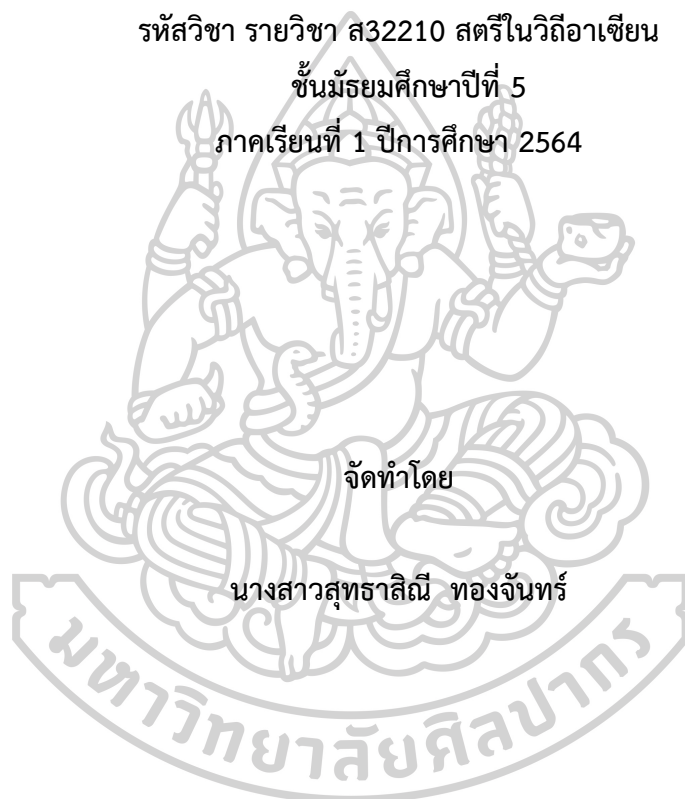 รหัสวิชา รายวิชา ส32210 สตรีในวิถีอาเซียน
ชั้นมัธยมศึกษาปีที่ 5
ภาคเรียนที่ 1 ปีการศึกษา 2564
จัดทำโดย
นางสาวสุทธาสิณี ทองจันทร์
มหาวิทยาลัยศิลปากร